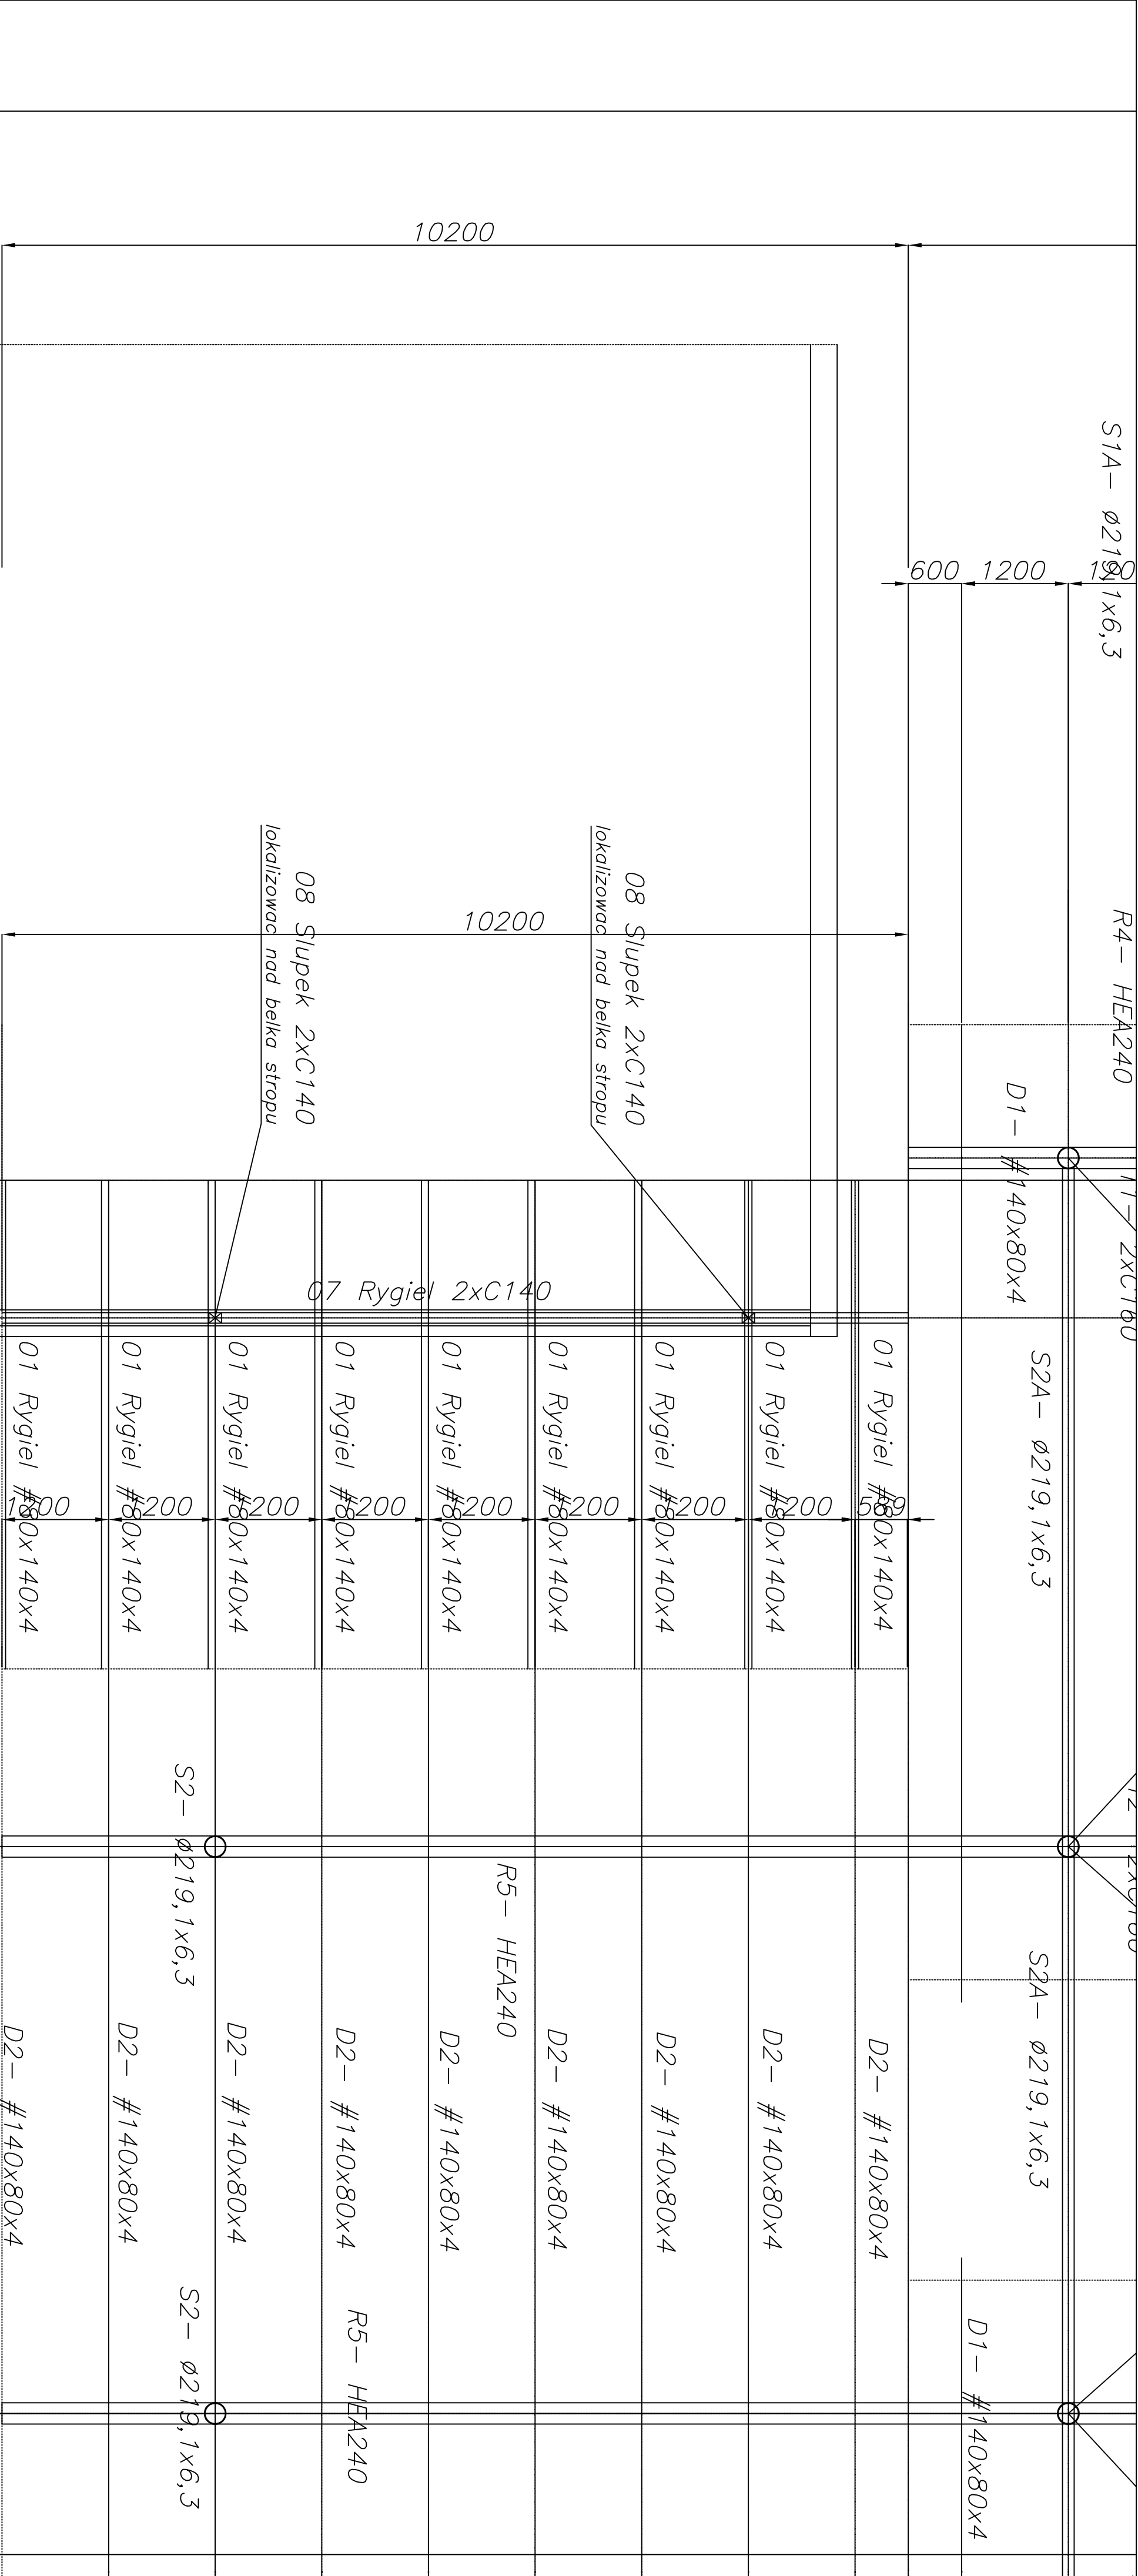 10200
S1A- ø219,1x6,3
600
1200
R4- HEA240
08 Slupek 2xC140
lokalizowac nad belka stropu
08 Slupek 2xC140
lokalizowac nad belka stropu
10200
D1- #140x80x4
2xC160
07 Rygiel 2xC140
S2A- ø219,1x6,3
01 Rygiel #80x140x4
01 Rygiel #80x140x4
01 Rygiel #80x140x4
01 Rygiel #80x140x4
01 Rygiel #80x140x4
01 Rygiel #80x140x4
01 Rygiel #80x140x4
01 Rygiel #80x140x4
01 Rygiel #80x140x4
1200
1200
1200
1200
1200
1200
1200
1200
S2- ø219,1x6,3
R5- HEA240
S2A- ø219,1x6,3
D2- #140x80x4
D2- #140x80x4
D2- #140x80x4
D2- #140x80x4
D2- #140x80x4
D2- #140x80x4
D2- #140x80x4
D2- #140x80x4
D2- #140x80x4
S2- ø219,1x6,3
R5- HEA240
D1- #140x80x4